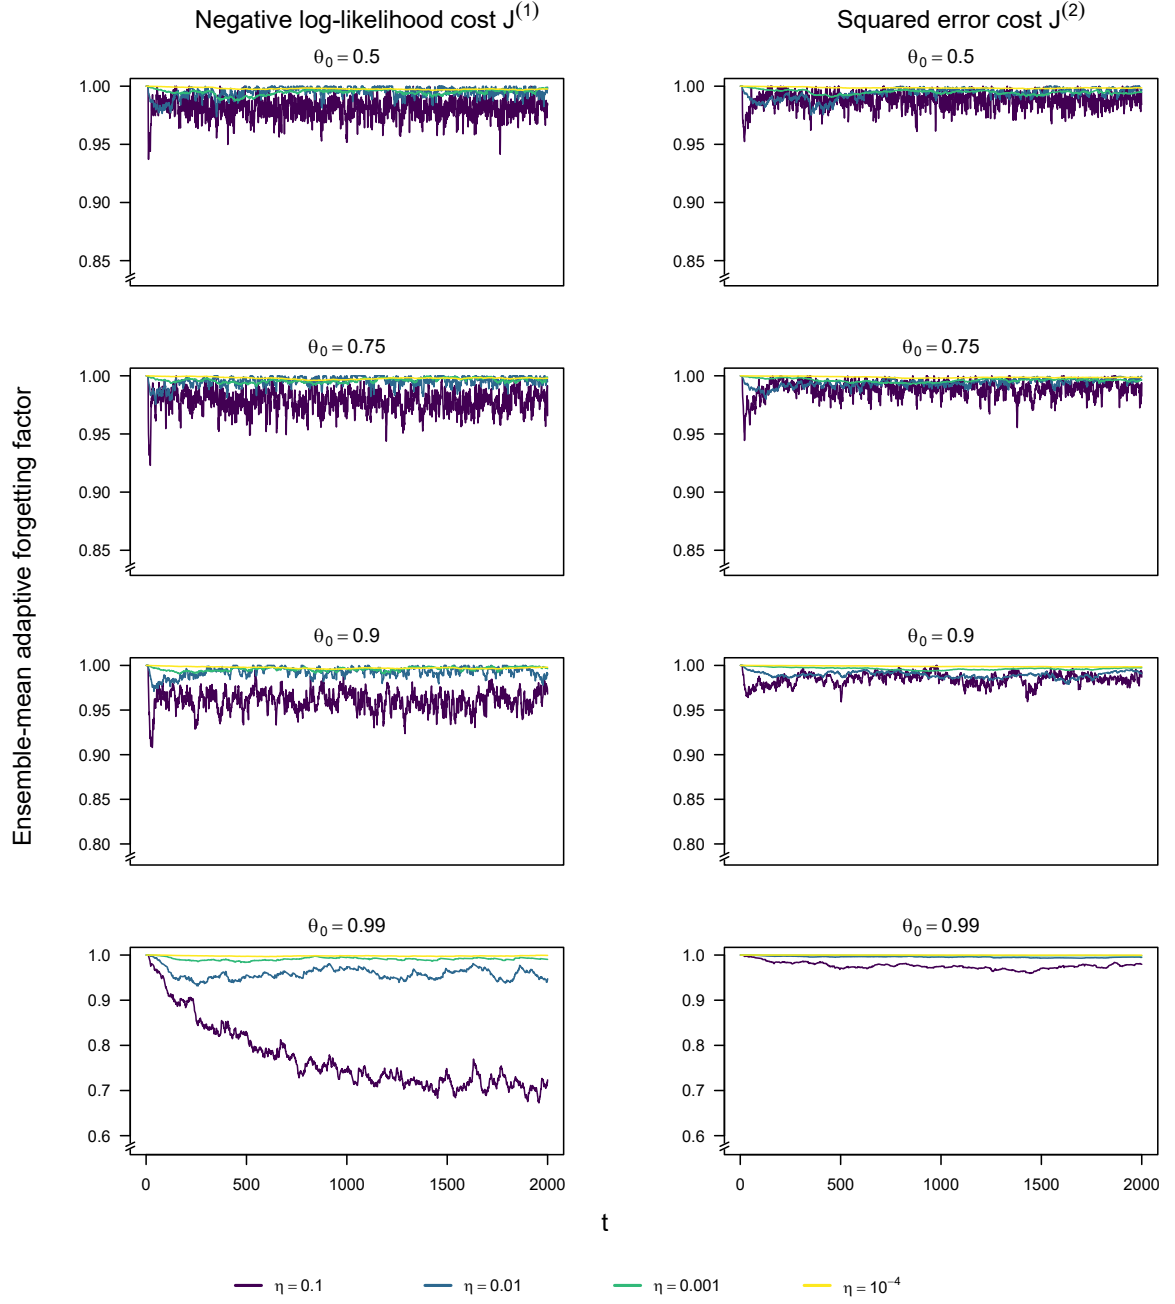 Negative log-likelihood cost J^(1)
Squared error cost J^(2)
θ₀ = 0.5
θ₀ = 0.5
1.00
0.95
0.90
0.85
1.00
0.95
0.90
0.85
θ₀ = 0.75
θ₀ = 0.75
1.00
0.95
0.90
0.85
1.00
0.95
0.90
0.85
Ensemble-mean adaptive forgetting factor
θ₀ = 0.9
θ₀ = 0.9
1.00
0.95
0.90
0.85
0.80
1.00
0.95
0.90
0.85
0.80
θ₀ = 0.99
θ₀ = 0.99
1.0
0.9
0.8
0.7
0.6
1.0
0.9
0.8
0.7
0.6
0 500 1000 1500 2000
0 500 1000 1500 2000
t
η = 0.1 η = 0.01 η = 0.001 η = 10⁻⁴